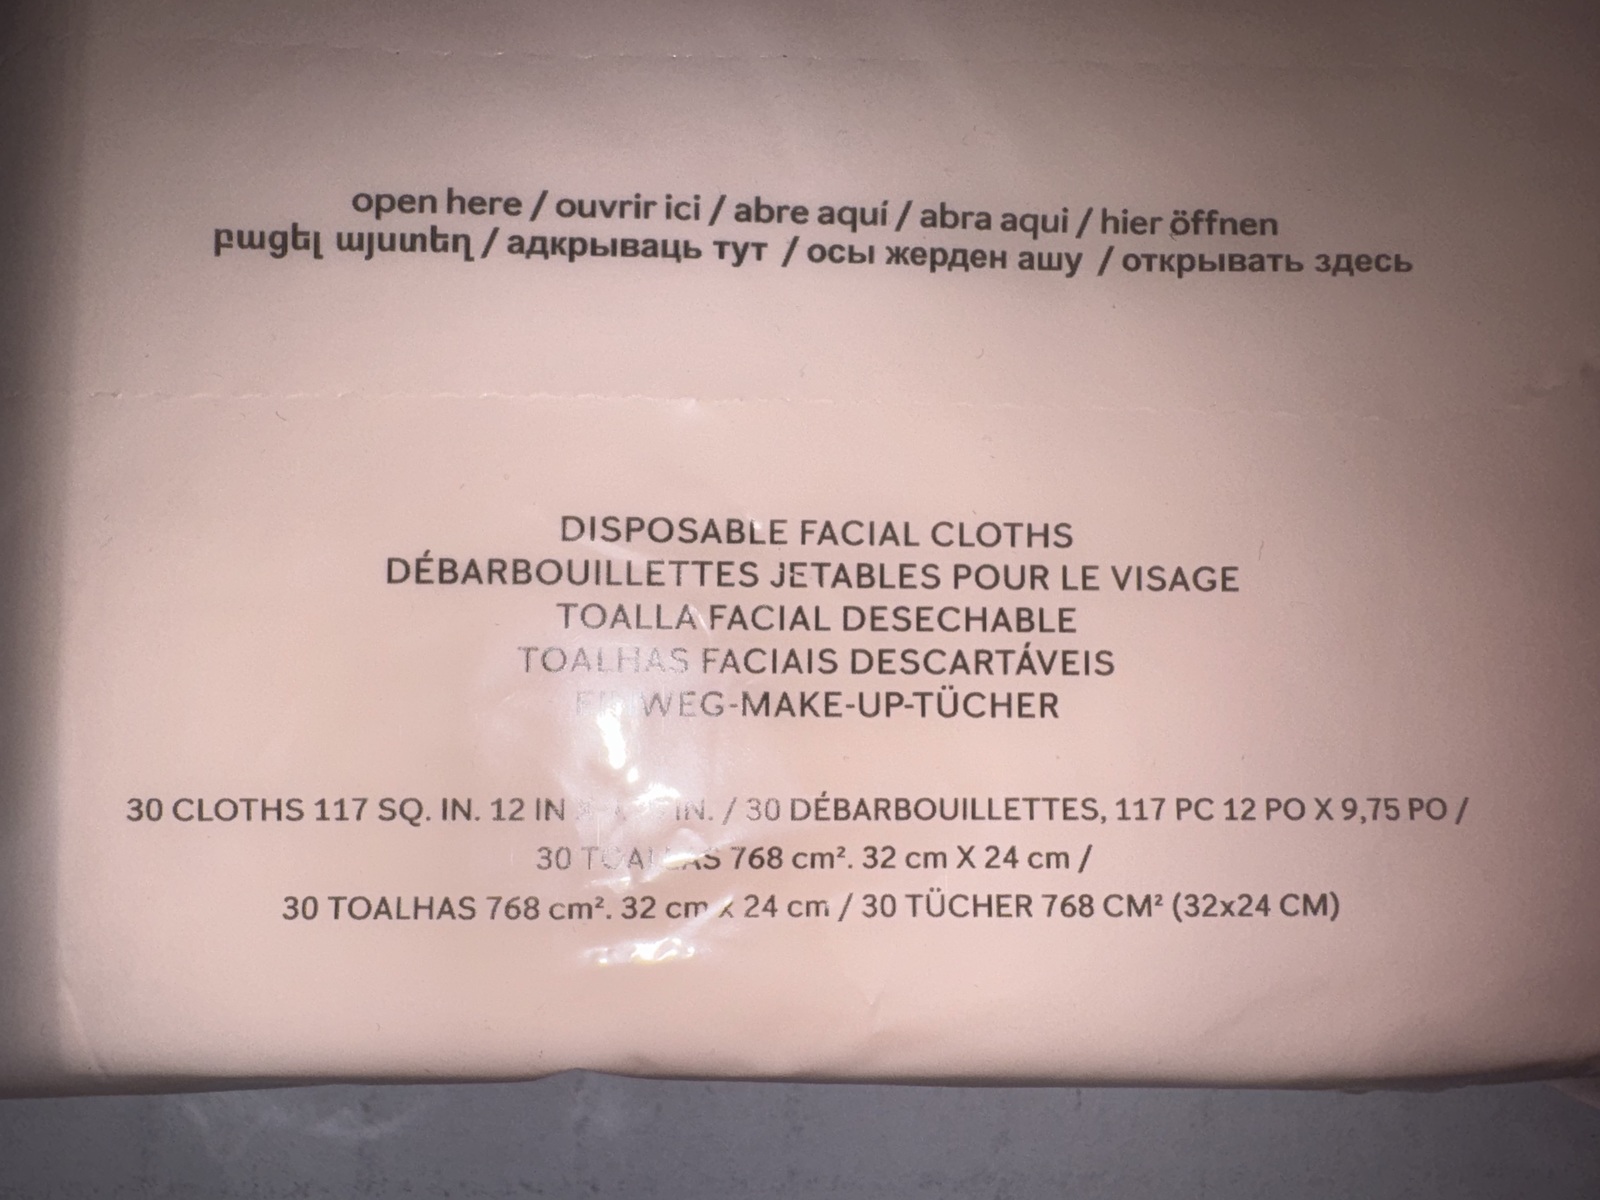 open here / ouvrir ici / abre aquí / abra aqui / hier öffnen
բացել այստեղ / адкрываць тут / осы жерден ашу / открывать здесь
DISPOSABLE FACIAL CLOTHS
DÉBARBOUILLETTES JETABLES POUR LE VISAGE
TOALLA FACIAL DESECHABLE
TOALHAS FACIAIS DESCARTÁVEIS
EINWEG-MAKE-UP-TÜCHER
30 CLOTHS 117 SQ. IN. 12 IN IN. / 30 DÉBARBOUILLETTES, 117 PC 12 PO X 9,75 PO /
30 TOALLAS 768 cm². 32 cm X 24 cm /
30 TOALHAS 768 cm². 32 cm x 24 cm / 30 TÜCHER 768 CM² (32x24 CM)